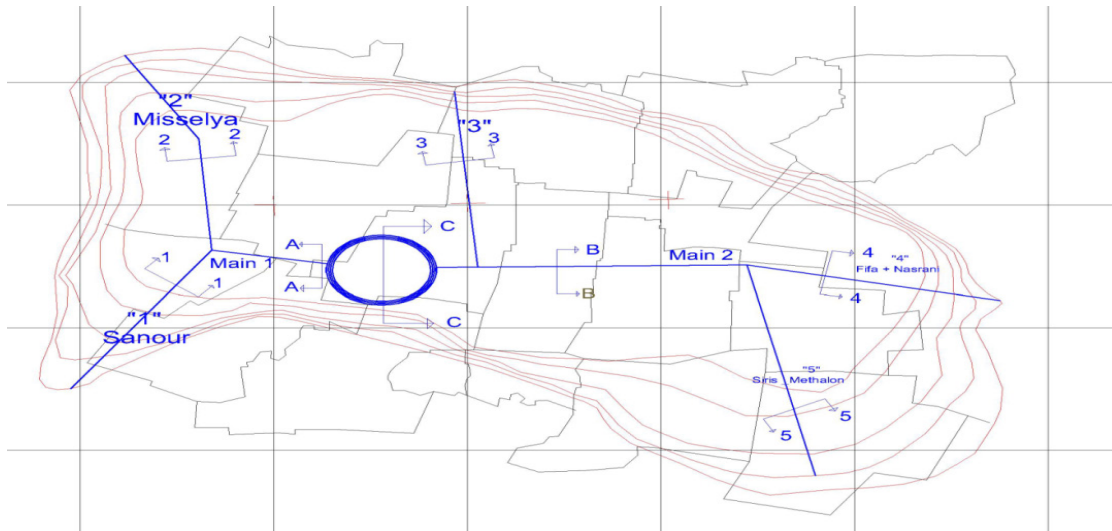 "2"
Misselya
2
2
"3"
3
3
C
A
Main 1
B
Main 2
4
"4"
Fifa + Nasrani
1
1
A
B
4
"1"
Sanour
C
"5"
Siris _Methalon
5
5